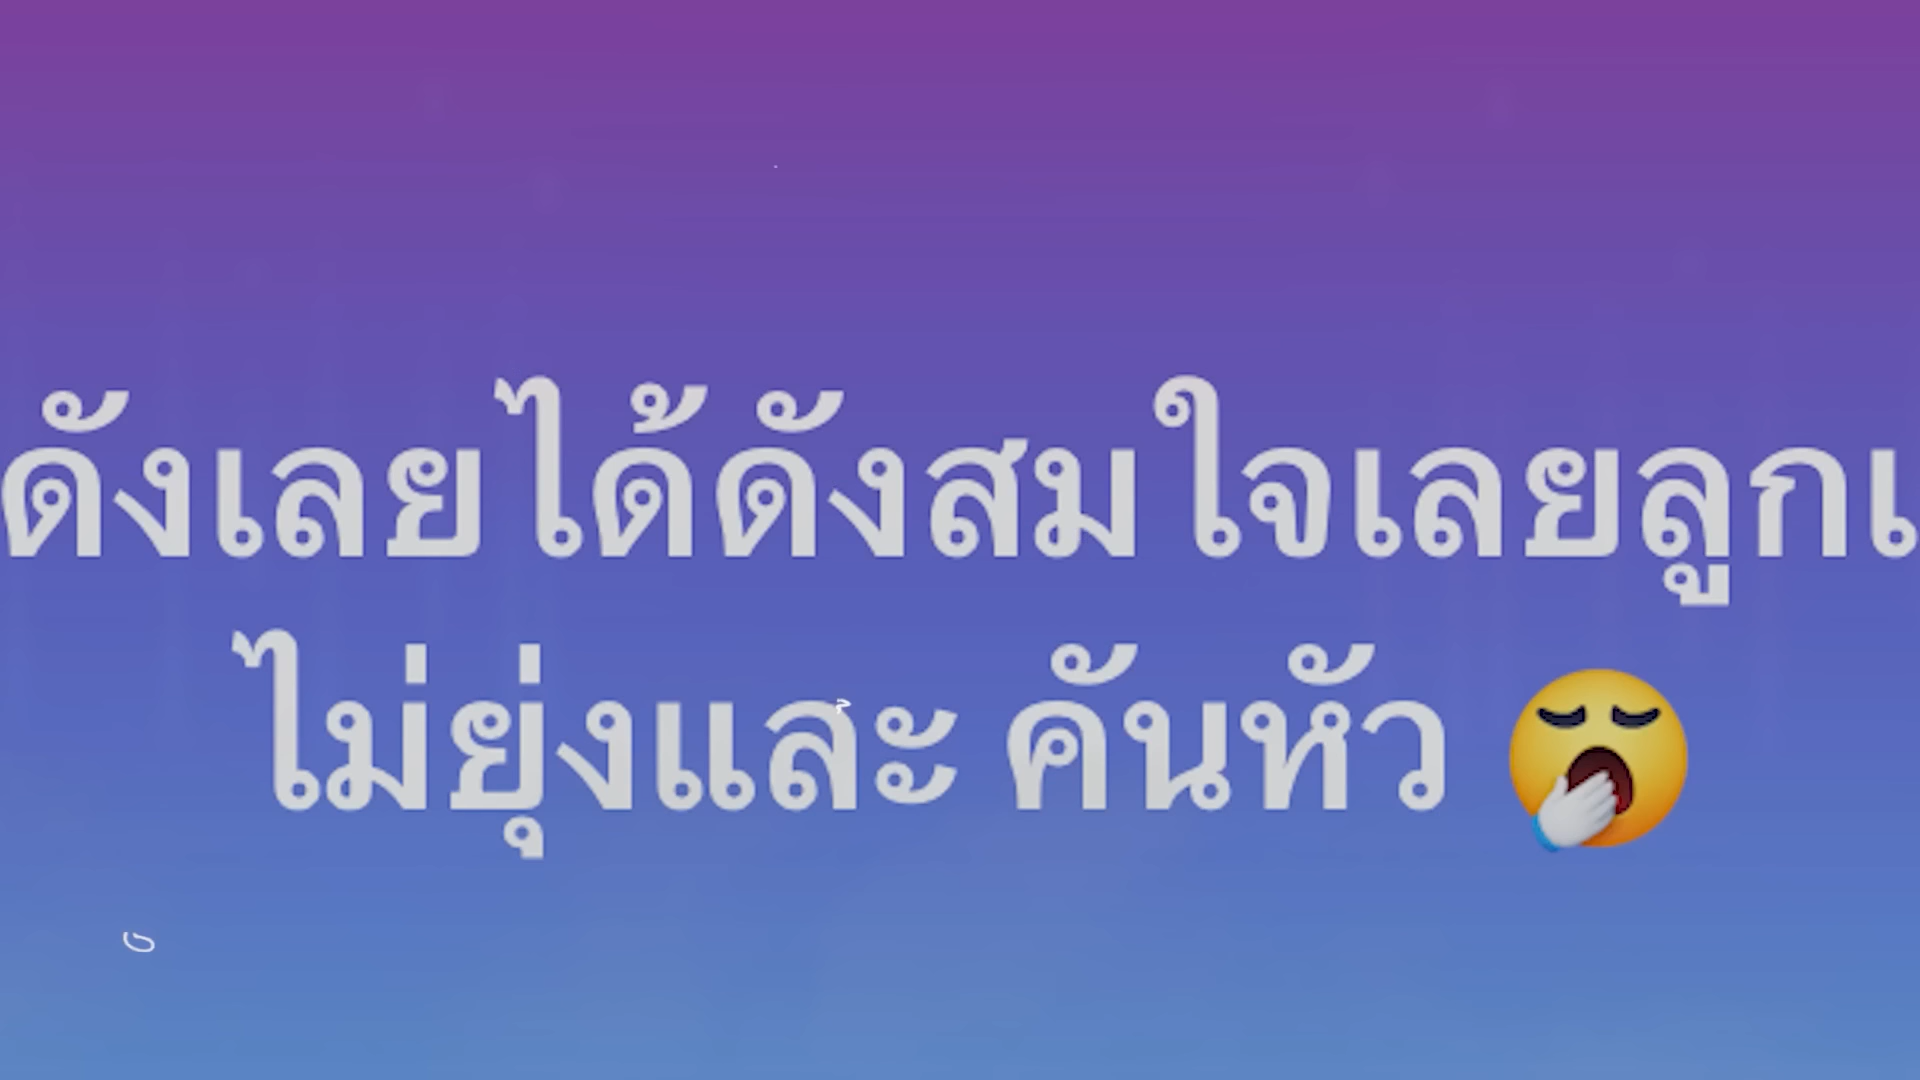 ดังเลยได้ดังสมใจเลยลูกเ
ไม่ยุ่งและ คันหัว 🥱